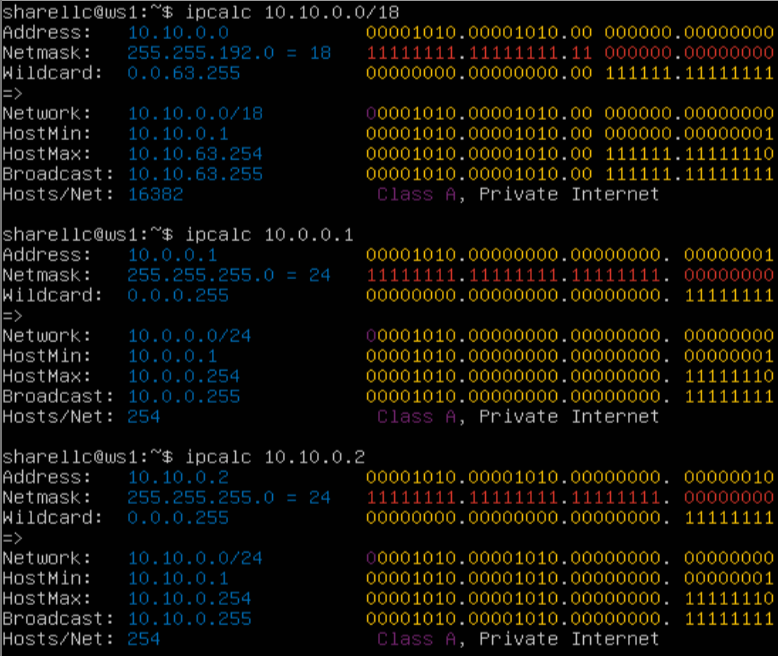 sharellc@ws1:~$ ipcalc 10.10.0.0/18
Address: 10.10.0.0 00001010.00001010.00 000000.00000000
Netmask: 255.255.192.0 = 18 11111111.11111111.11 000000.00000000
Wildcard: 0.0.63.255 00000000.00000000.00 111111.11111111
=>
Network: 10.10.0.0/18 00001010.00001010.00 000000.00000000
HostMin: 10.10.0.1 00001010.00001010.00 000000.00000001
HostMax: 10.10.63.254 00001010.00001010.00 111111.11111110
Broadcast: 10.10.63.255 00001010.00001010.00 111111.11111111
Hosts/Net: 16382 Class A, Private Internet
sharellc@ws1:~$ ipcalc 10.0.0.1
Address: 10.0.0.1 00001010.00000000.00000000. 00000001
Netmask: 255.255.255.0 = 24 11111111.11111111.11111111. 00000000
Wildcard: 0.0.0.255 00000000.00000000.00000000. 11111111
=>
Network: 10.0.0.0/24 00001010.00000000.00000000. 00000000
HostMin: 10.0.0.1 00001010.00000000.00000000. 00000001
HostMax: 10.0.0.254 00001010.00000000.00000000. 11111110
Broadcast: 10.0.0.255 00001010.00000000.00000000. 11111111
Hosts/Net: 254 Class A, Private Internet
sharellc@ws1:~$ ipcalc 10.10.0.2
Address: 10.10.0.2 00001010.00001010.00000000. 00000010
Netmask: 255.255.255.0 = 24 11111111.11111111.11111111. 00000000
Wildcard: 0.0.0.255 00000000.00000000.00000000. 11111111
=>
Network: 10.10.0.0/24 00001010.00001010.00000000. 00000000
HostMin: 10.10.0.1 00001010.00001010.00000000. 00000001
HostMax: 10.10.0.254 00001010.00001010.00000000. 11111110
Broadcast: 10.10.0.255 00001010.00001010.00000000. 11111111
Hosts/Net: 254 Class A, Private Internet